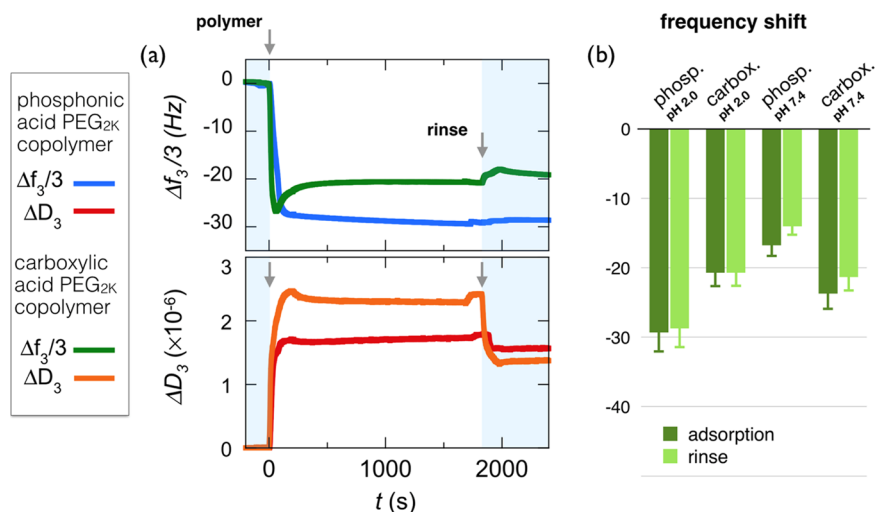 polymer
(a)
phosphonic
acid PEG2K
copolymer
Δf3/3
ΔD3
carboxylic
acid PEG2K
copolymer
Δf3/3
ΔD3
0
-10
-20
-30
Δf3/3 (Hz)
rinse
3
2
1
0
ΔD3 (×10-6)
0
1000
2000
t (s)
frequency shift
(b)
phosp.
pH 2.0
carbox.
pH 2.0
phosp.
pH 7.4
carbox.
pH 7.4
0
-10
-20
-30
-40
adsorption
rinse